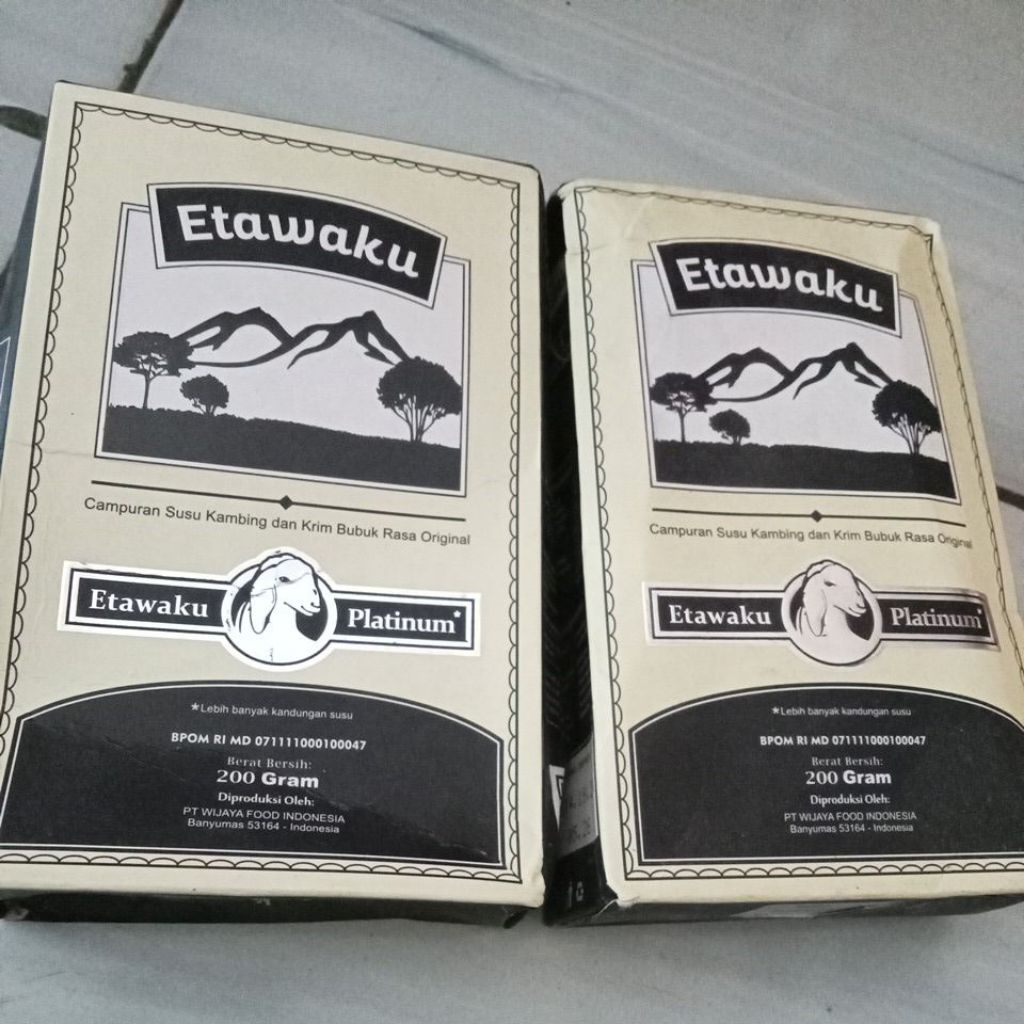 Etawaku
Campuran Susu Kambing dan Krim Bubuk Rasa Original
Etawaku Platinum*
*Lebih banyak kandungan susu
BPOM RI MD 071111000100047
Berat Bersih:
200 Gram
Diproduksi Oleh:
PT WIJAYA FOOD INDONESIA
Banyumas 53164 - Indonesia
Etawaku
Campuran Susu Kambing dan Krim Bubuk Rasa Original
Etawaku Platinum*
*Lebih banyak kandungan susu
BPOM RI MD 071111000100047
Berat Bersih:
200 Gram
Diproduksi Oleh:
PT WIJAYA FOOD INDONESIA
Banyumas 53164 - Indonesia